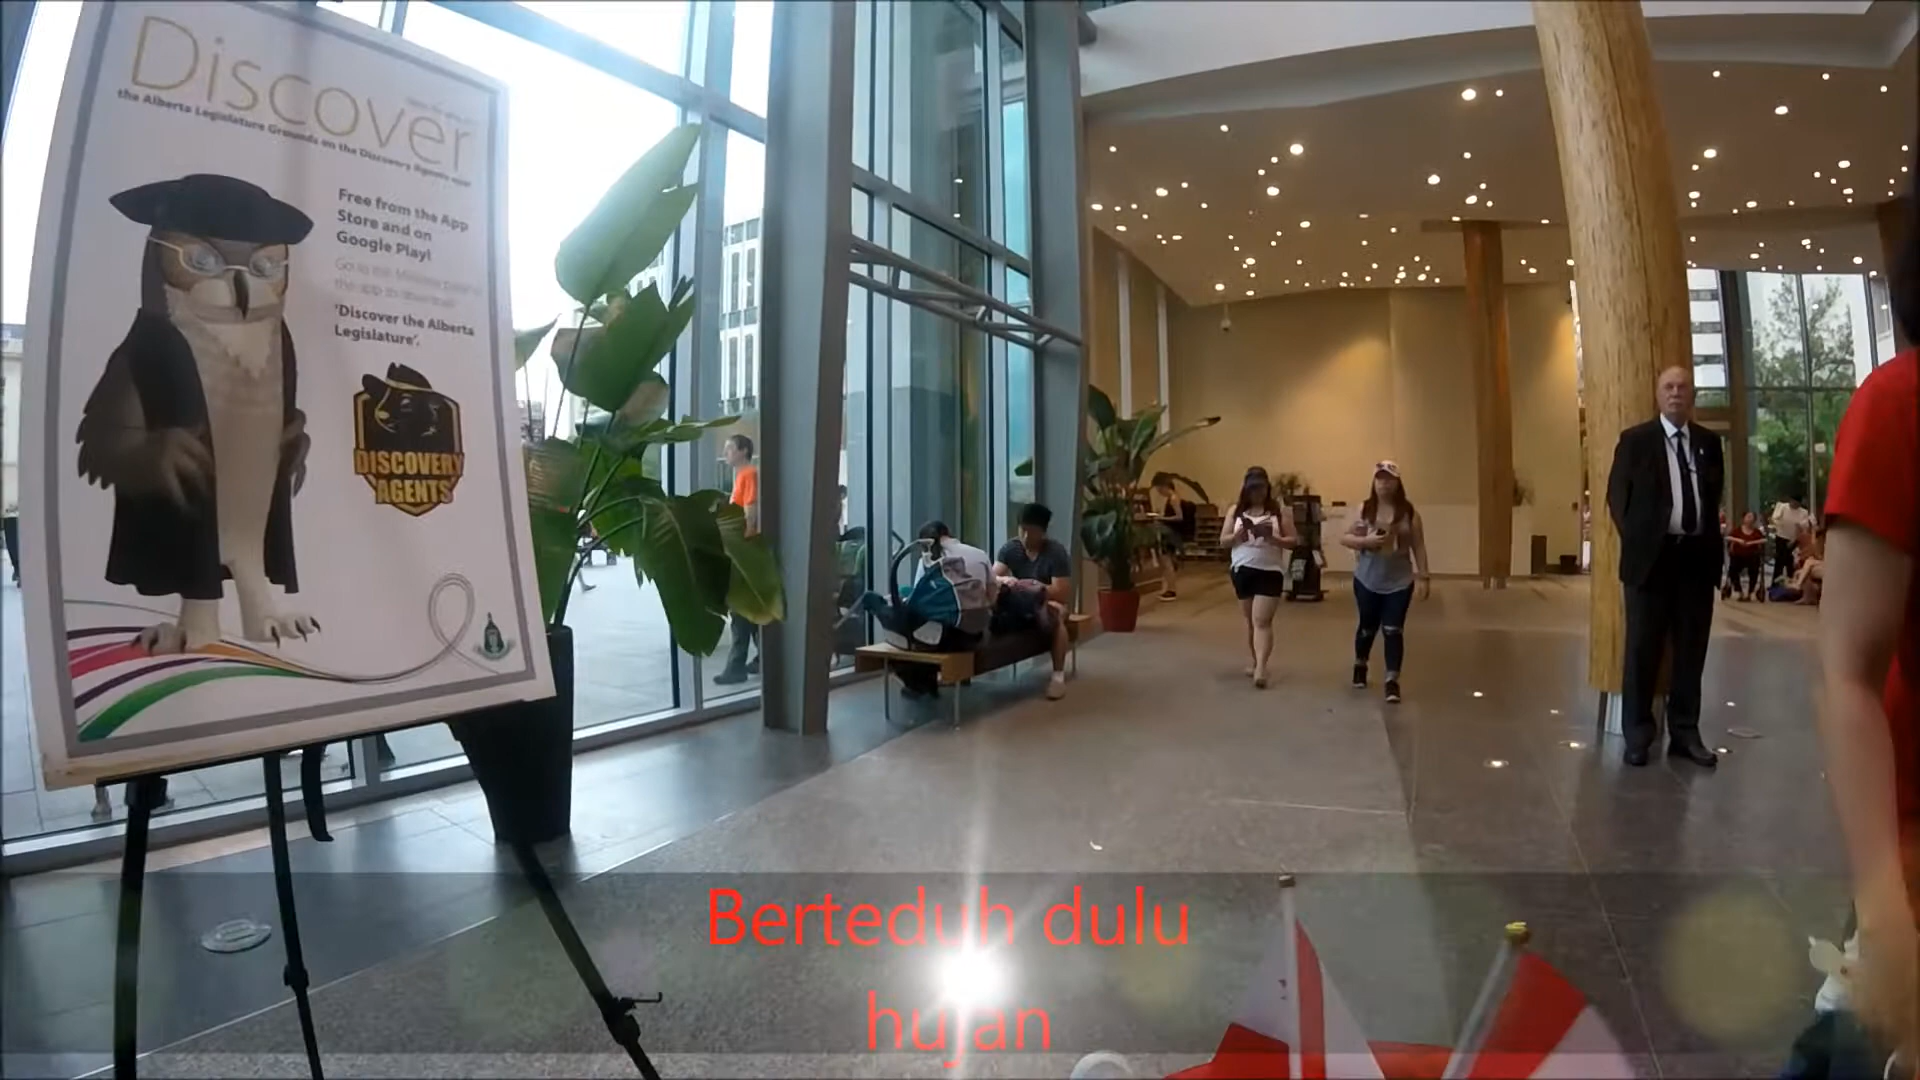 Discover
the Alberta Legislature Grounds on the Discovery Agents app
Free from the App
Store and on
Google Play!
'Discover the Alberta
Legislature'.
DISCOVERY
AGENTS
Berteduh dulu
hujan